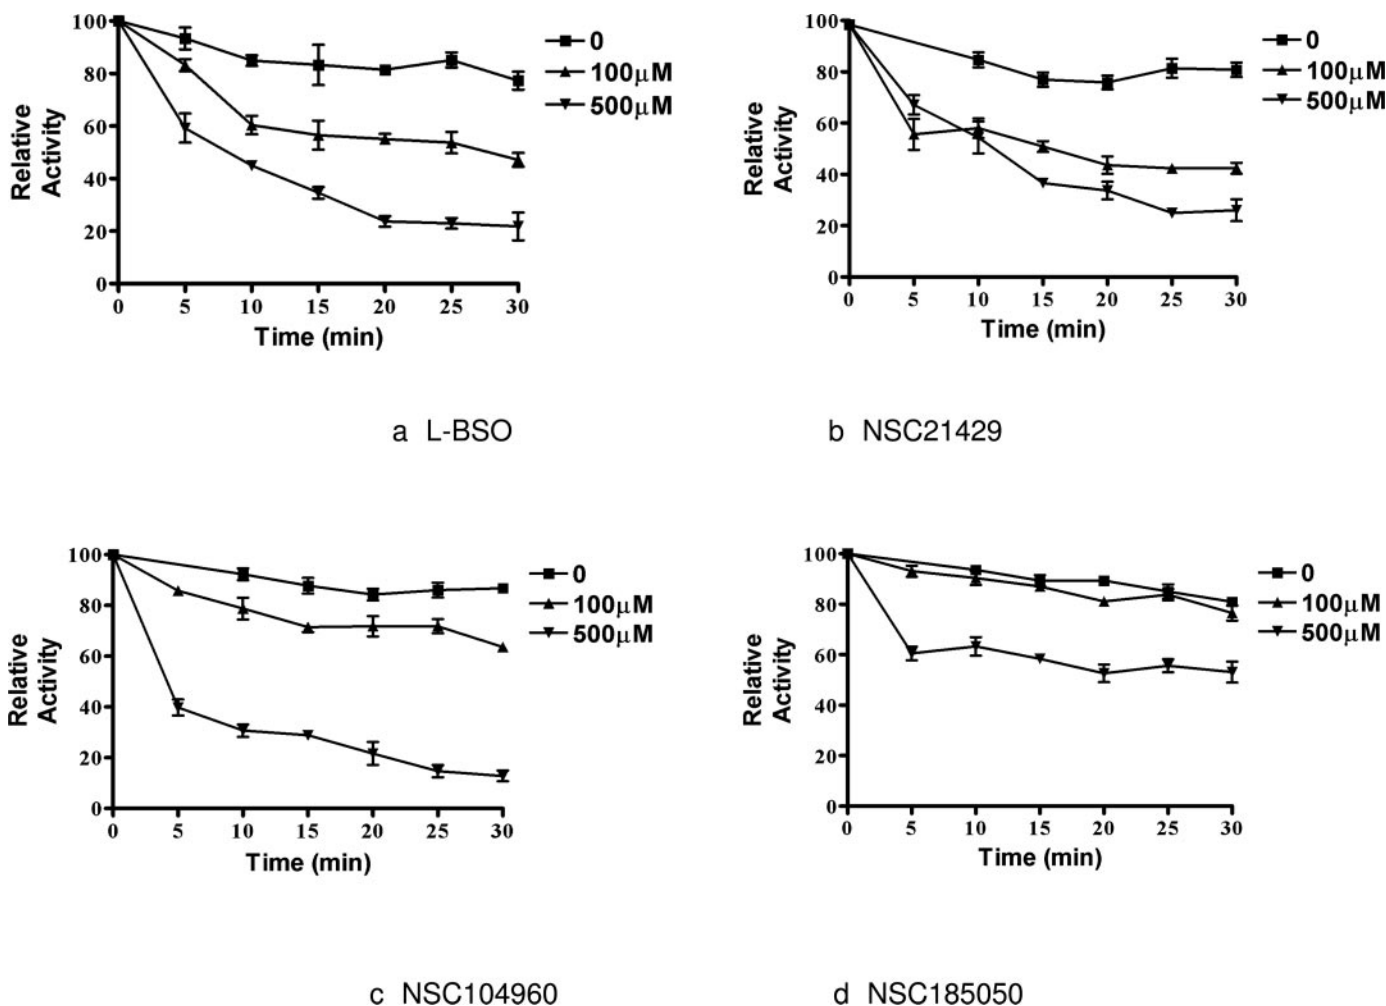 100
80
60
40
20
0
Relative
Activity
0 5 10 15 20 25 30
Time (min)
0
100μM
500μM
a L-BSO
100
80
60
40
20
0
Relative
Activity
0 5 10 15 20 25 30
Time (min)
0
100μM
500μM
b NSC21429
100
80
60
40
20
0
Relative
Activity
0 5 10 15 20 25 30
Time (min)
0
100μM
500μM
c NSC104960
100
80
60
40
20
0
Relative
Activity
0 5 10 15 20 25 30
Time (min)
0
100μM
500μM
d NSC185050